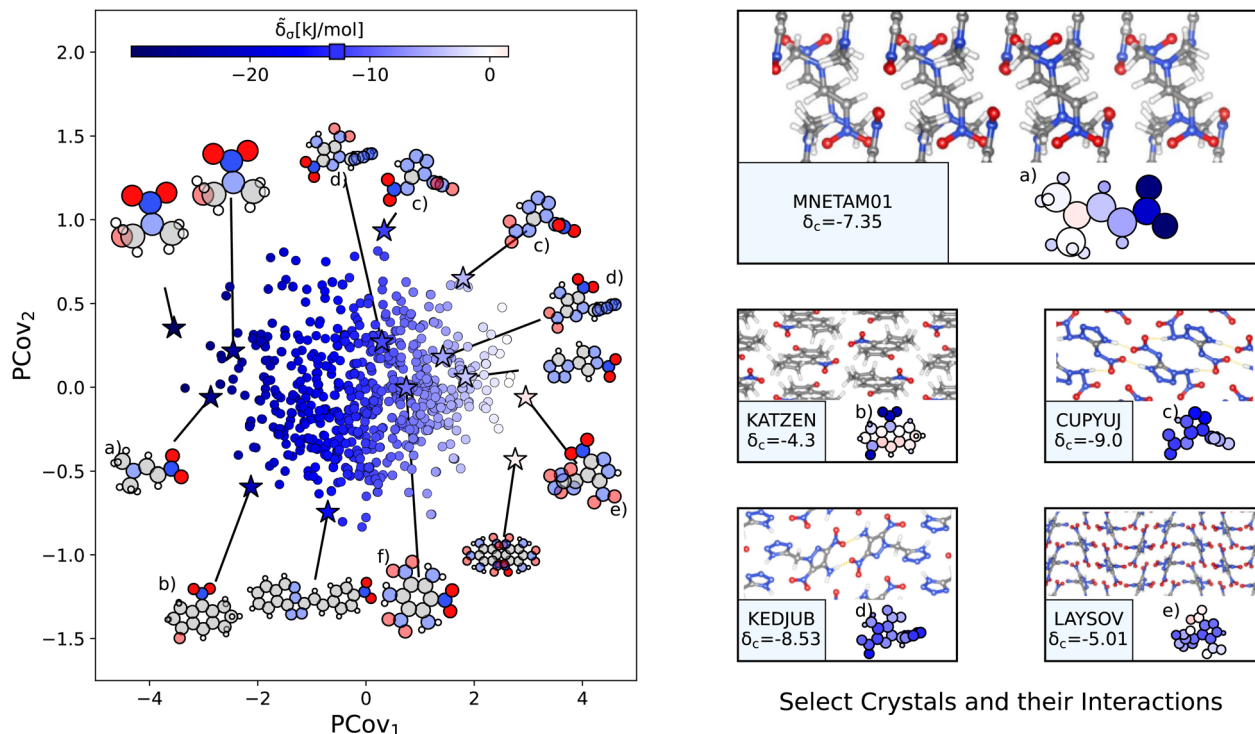 δ̃σ[kJ/mol]
−20 −10 0
2.0
1.5
1.0
0.5
0.0
−0.5
−1.0
−1.5
PCov₂
−4 −2 0 2 4
PCov₁
d)
c)
c)
d)
a)
e)
b)
f)
a)
MNETAM01
δc=-7.35
b)
KATZEN
δc=-4.3
c)
CUPYUJ
δc=-9.0
d)
KEDJUB
δc=-8.53
e)
LAYSOV
δc=-5.01
Select Crystals and their Interactions